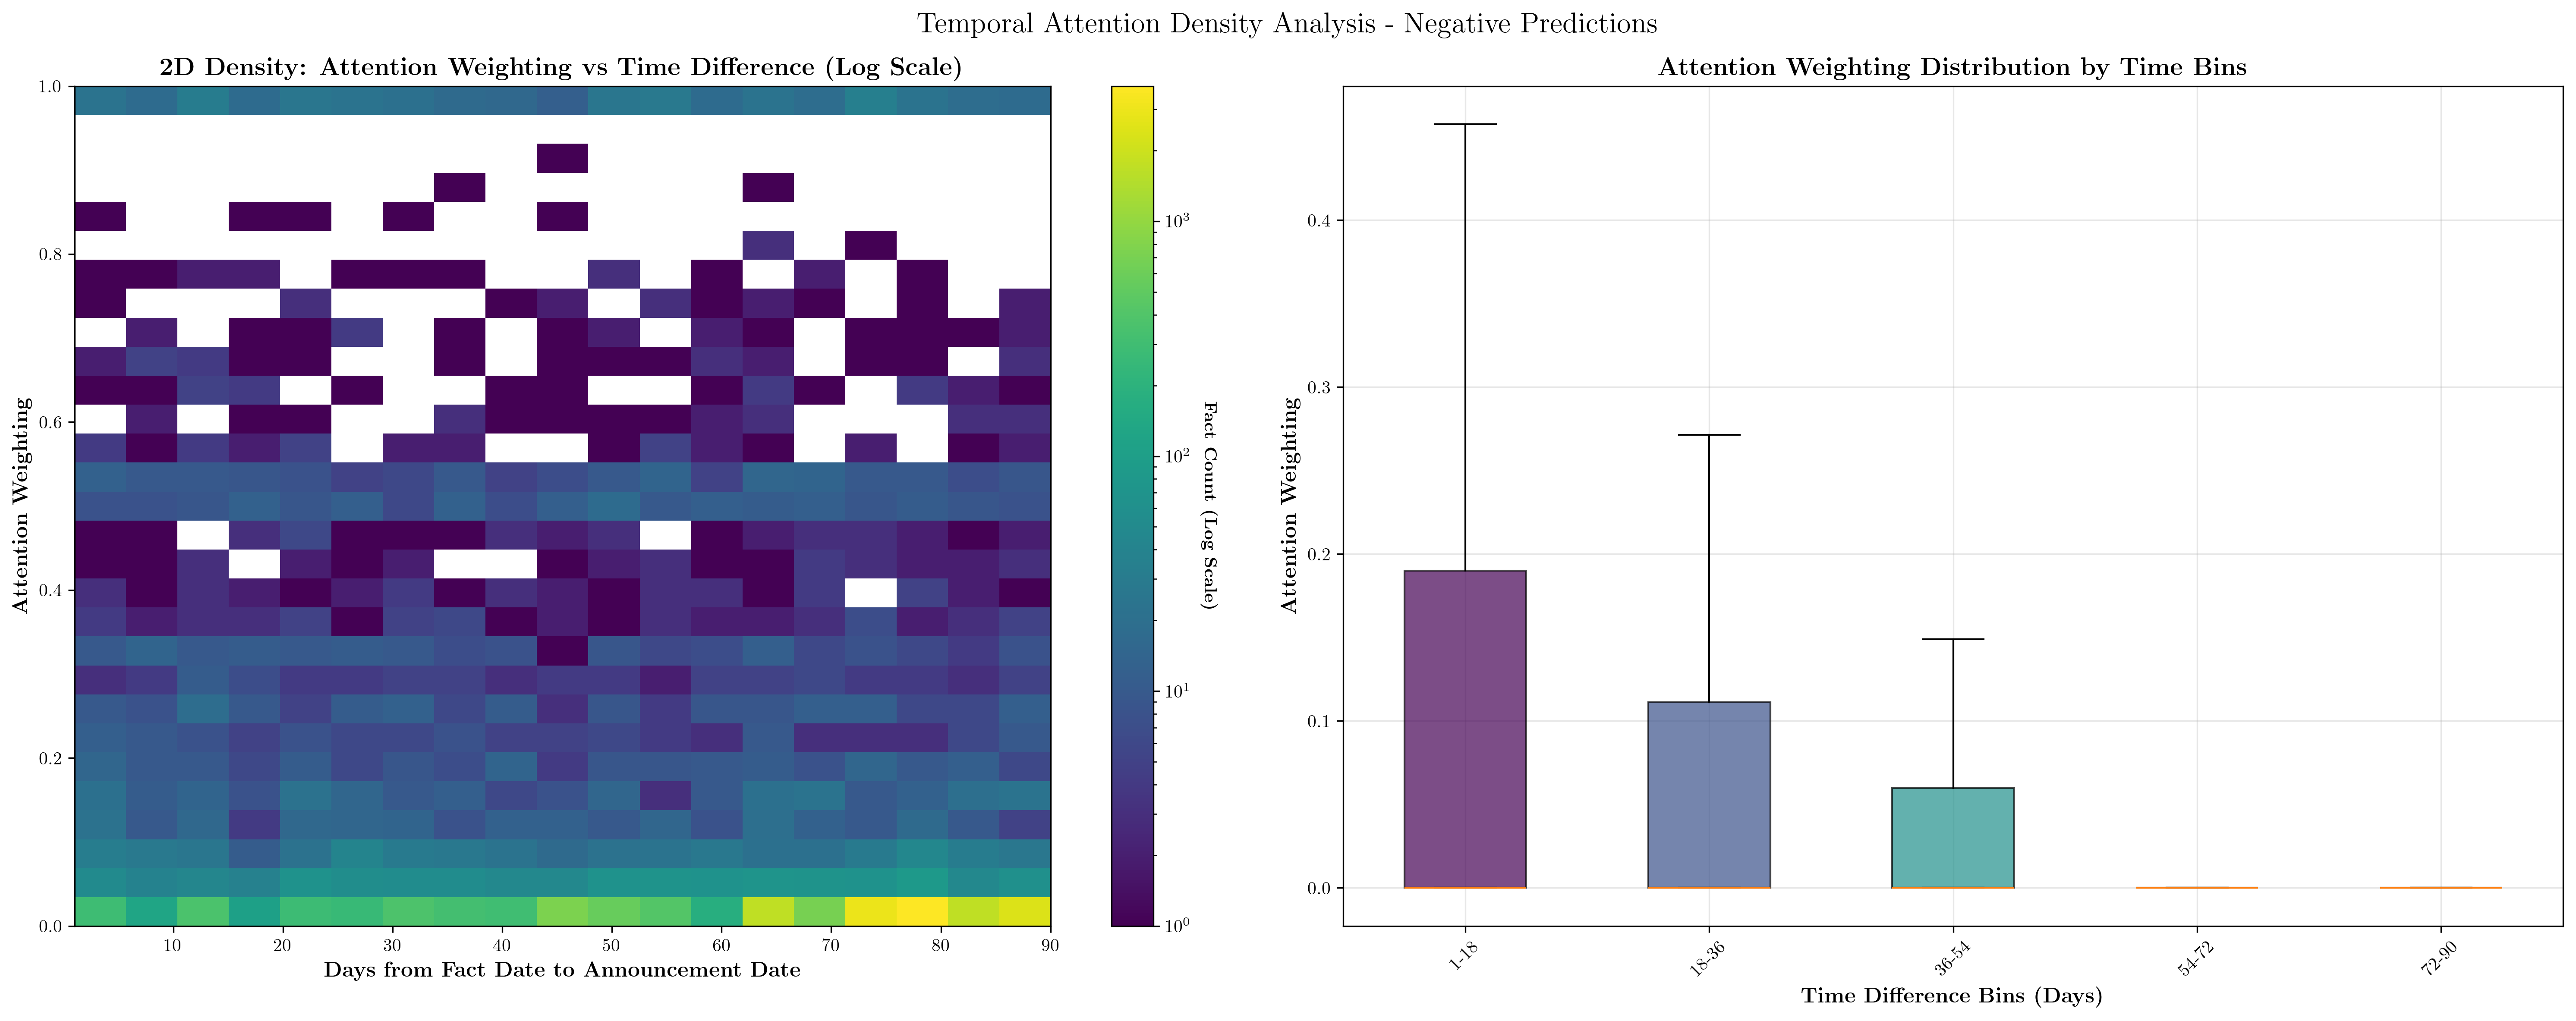 Temporal Attention Density Analysis - Negative Predictions
2D Density: Attention Weighting vs Time Difference (Log Scale)
1.0
0.8
0.6
0.4
0.2
0.0
Attention Weighting
10 20 30 40 50 60 70 80 90
Days from Fact Date to Announcement Date
10³
10²
10¹
10⁰
Fact Count (Log Scale)
Attention Weighting Distribution by Time Bins
0.4
0.3
0.2
0.1
0.0
Attention Weighting
1-18 18-36 36-54 54-72 72-90
Time Difference Bins (Days)